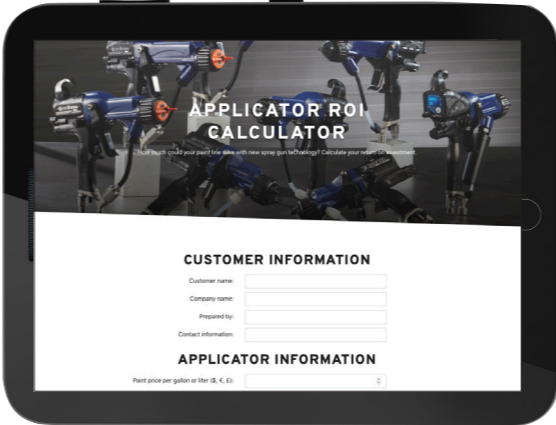 APPLICATOR ROI
CALCULATOR
How much could your paint line save with new spray gun technology? Calculate your return on investment.
CUSTOMER INFORMATION
Customer name:
Company name:
Prepared by:
Contact information:
APPLICATOR INFORMATION
Paint price per gallon or liter ($, €, £):